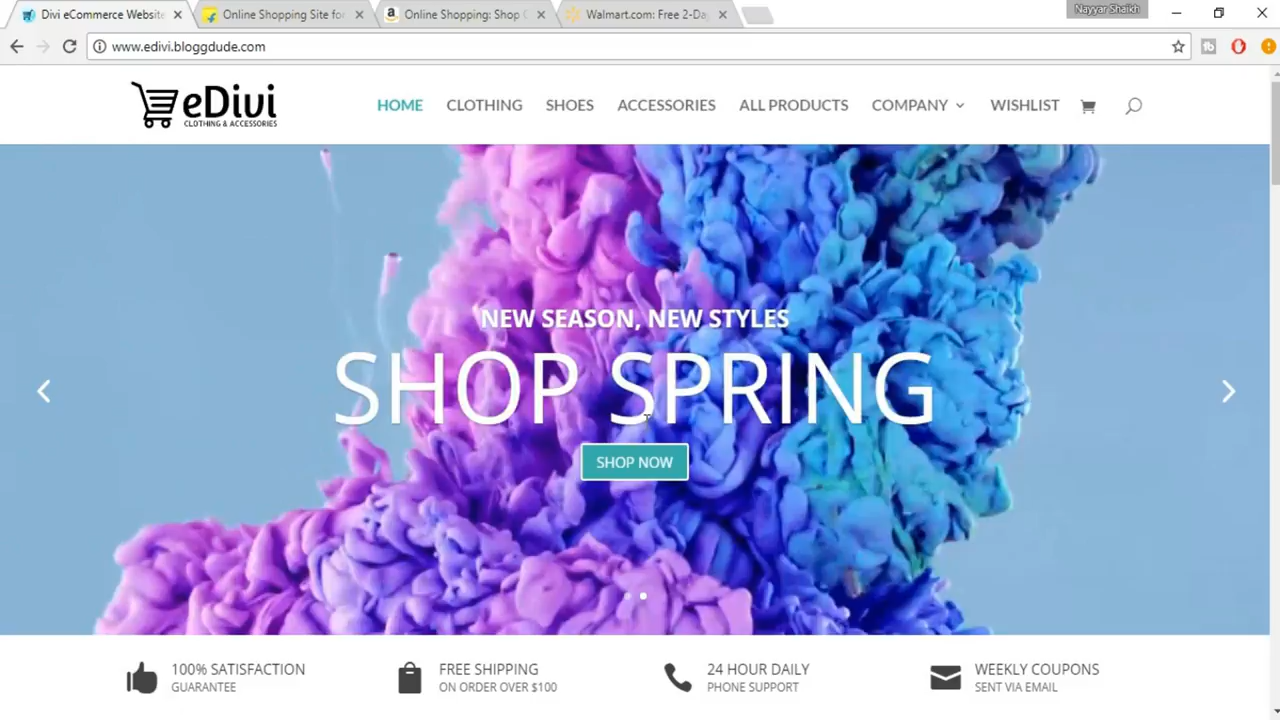 Divi eCommerce Website
Online Shopping Site for
Online Shopping: Shop
Walmart.com: Free 2-Da
Nayyar Shaikh
www.edivi.bloggdude.com
eDivi
CLOTHING & ACCESSORIES
HOME CLOTHING SHOES ACCESSORIES ALL PRODUCTS COMPANY WISHLIST
NEW SEASON, NEW STYLES
SHOP SPRING
SHOP NOW
100% SATISFACTION
GUARANTEE
FREE SHIPPING
ON ORDER OVER $100
24 HOUR DAILY
PHONE SUPPORT
WEEKLY COUPONS
SENT VIA EMAIL